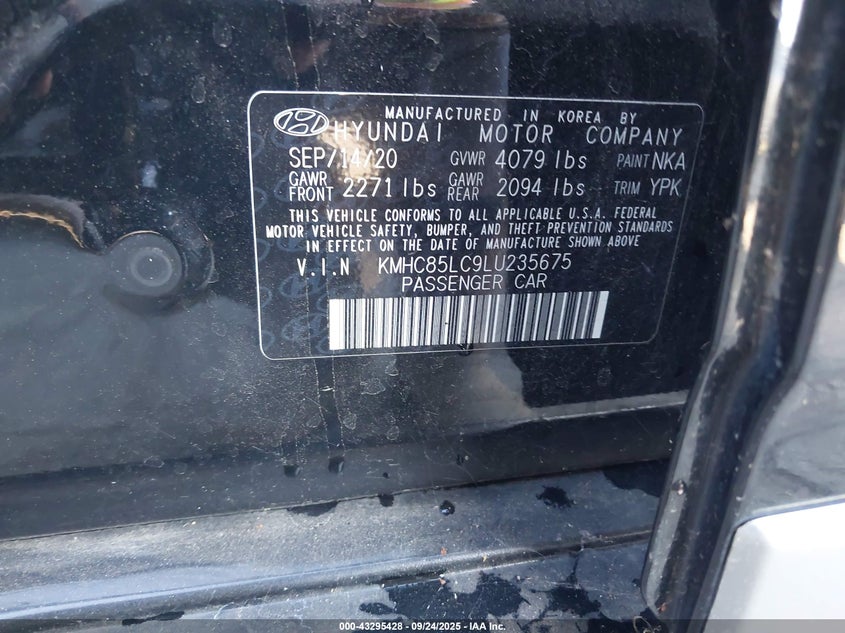 MANUFACTURED IN KOREA BY
HYUNDAI MOTOR COMPANY
SEP/14/20 GVWR 4079 lbs PAINT NKA
GAWR FRONT 2271 lbs GAWR REAR 2094 lbs TRIM YPK
THIS VEHICLE CONFORMS TO ALL APPLICABLE U.S.A. FEDERAL
MOTOR VEHICLE SAFETY, BUMPER, AND THEFT PREVENTION STANDARDS
IN EFFECT ON THE DATE OF MANUFACTURE SHOWN ABOVE
V.I.N KMHC85LC9LU235675
PASSENGER CAR
000-43295428 - 09/24/2025 - IAA Inc.